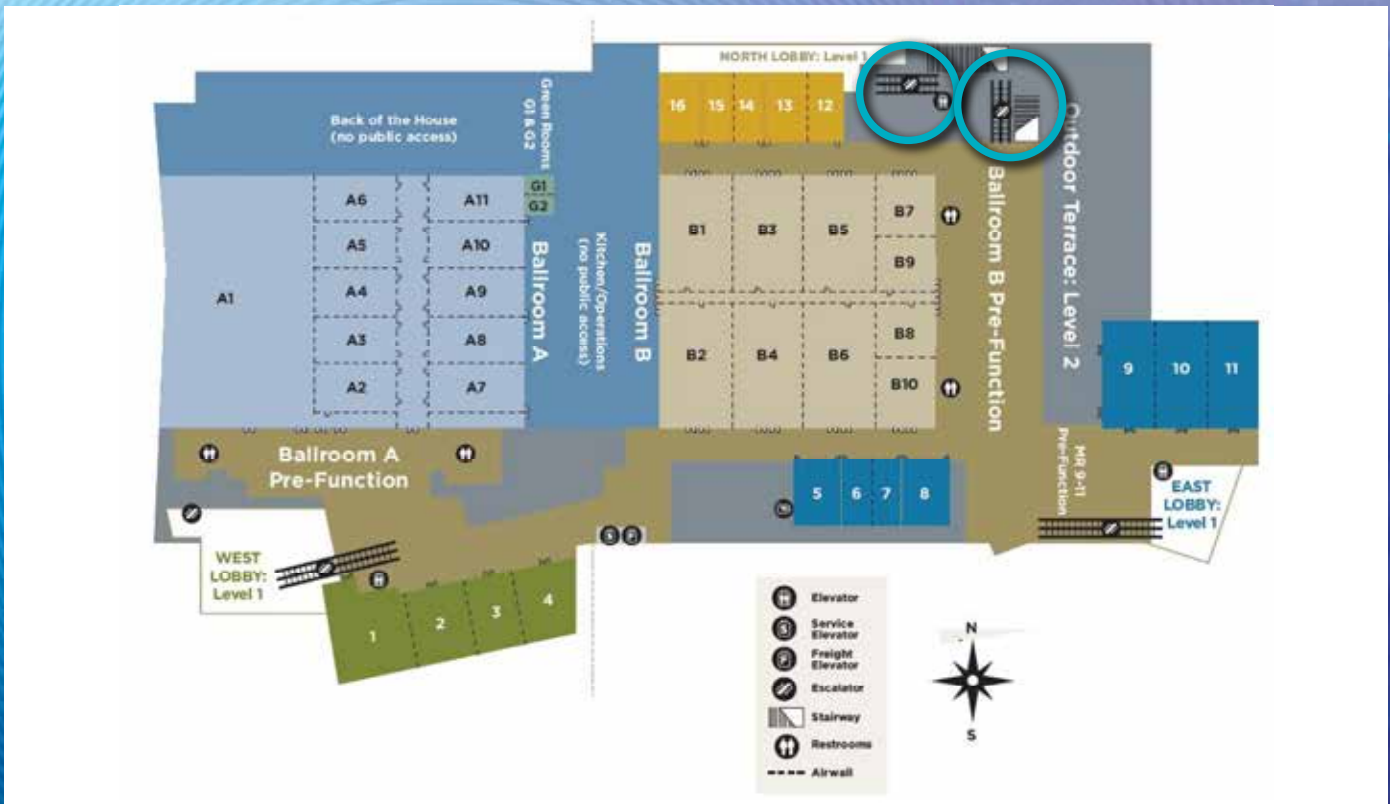 NORTH LOBBY: Level 1
16
15
14
13
12
Green Rooms
G1 & G2
Back of the House
(no public access)
A1
A6
A5
A4
A3
A2
A11
A10
A9
A8
A7
G1
G2
Ballroom A
Kitchen/Operations
(no public access)
Ballroom B
B1
B3
B5
B7
B9
B2
B4
B6
B8
B10
Ballroom B Pre-Function
Outdoor Terrace: Level 2
9
10
11
MR 9-11
Pre-Function
EAST
LOBBY:
Level 1
5
6
7
8
Ballroom A
Pre-Function
WEST
LOBBY:
Level 1
1
2
3
4
S
F
S
Elevator
Service
Elevator
F
Freight
Elevator
Escalator
Stairway
Restrooms
Airwall
N
S